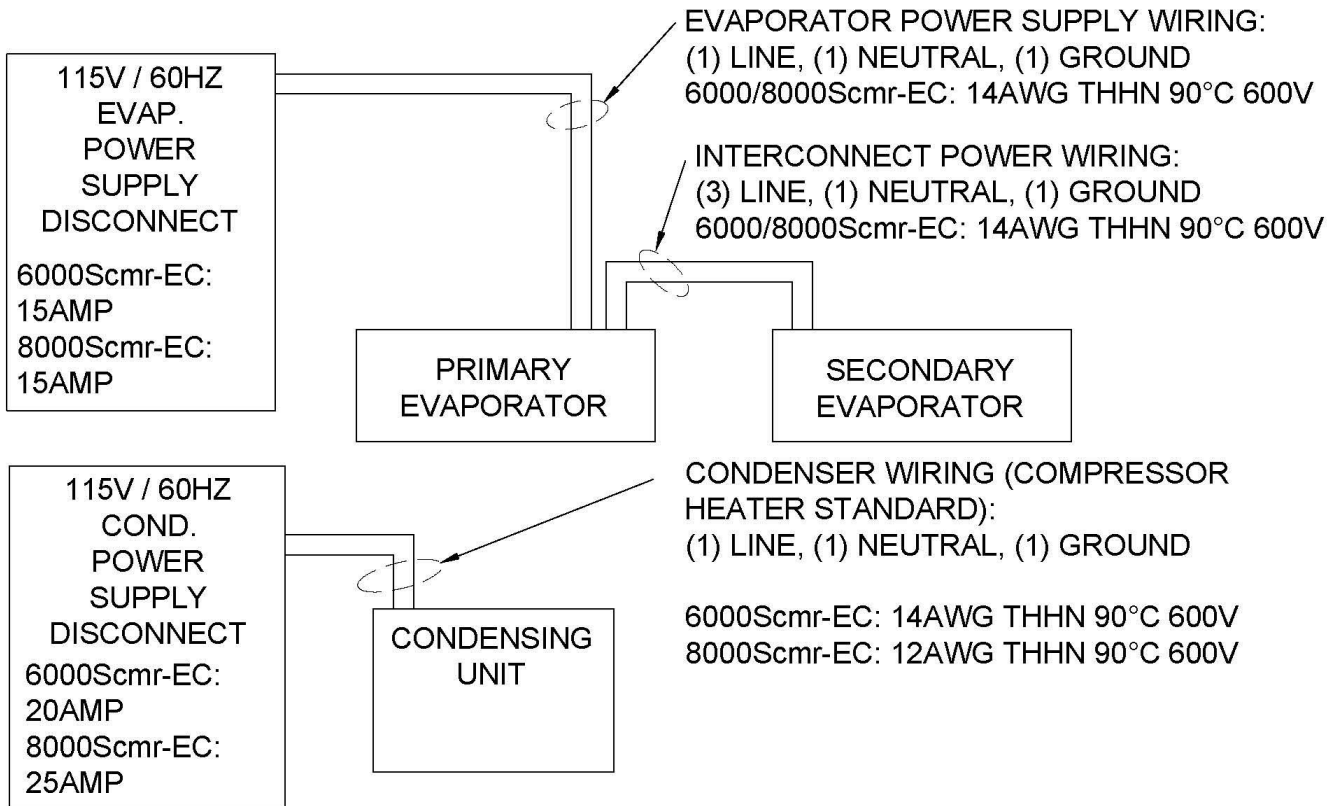 115V / 60HZ
EVAP.
POWER
SUPPLY
DISCONNECT
6000Scmr-EC:
15AMP
8000Scmr-EC:
15AMP
EVAPORATOR POWER SUPPLY WIRING:
(1) LINE, (1) NEUTRAL, (1) GROUND
6000/8000Scmr-EC: 14AWG THHN 90°C 600V
INTERCONNECT POWER WIRING:
(3) LINE, (1) NEUTRAL, (1) GROUND
6000/8000Scmr-EC: 14AWG THHN 90°C 600V
PRIMARY
EVAPORATOR
SECONDARY
EVAPORATOR
115V / 60HZ
COND.
POWER
SUPPLY
DISCONNECT
6000Scmr-EC:
20AMP
8000Scmr-EC:
25AMP
CONDENSING
UNIT
CONDENSER WIRING (COMPRESSOR
HEATER STANDARD):
(1) LINE, (1) NEUTRAL, (1) GROUND
6000Scmr-EC: 14AWG THHN 90°C 600V
8000Scmr-EC: 12AWG THHN 90°C 600V